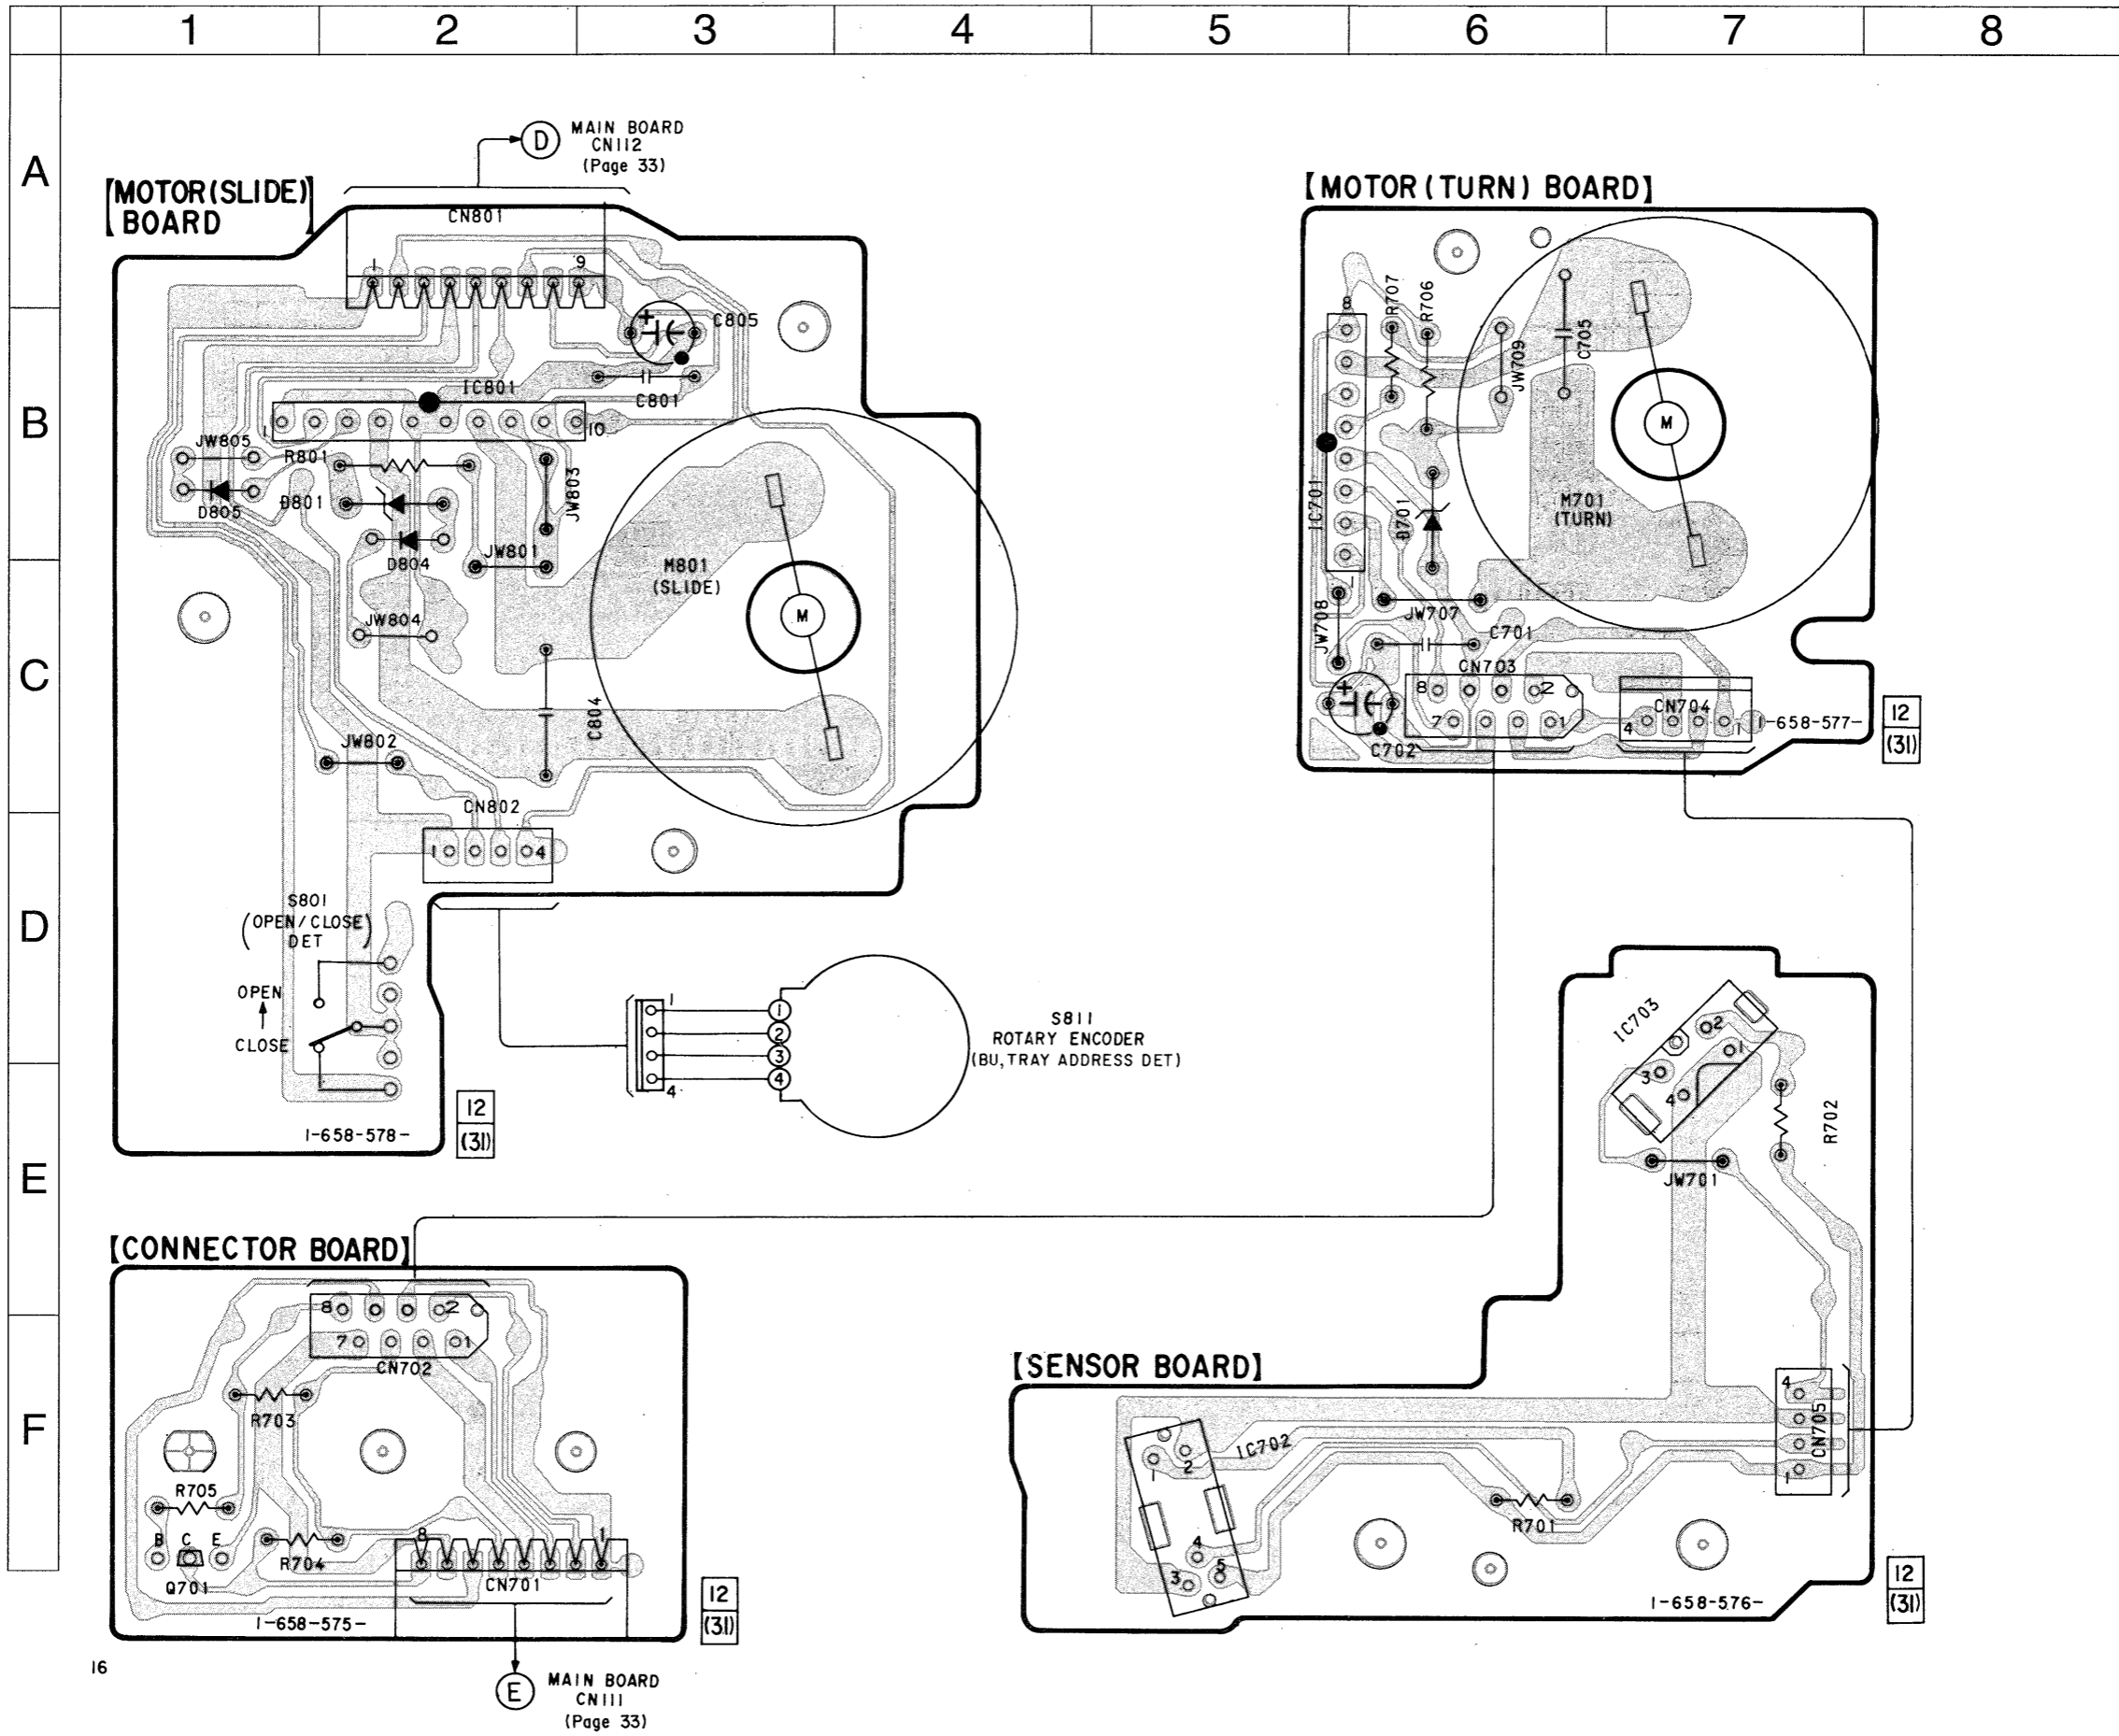 1 2 3 4 5 6 7 8
A
B
C
D
E
F
D
MAIN BOARD
CN112
(Page 33)
[MOTOR(SLIDE)]
[BOARD
CN801
1 9
C805
IC801
C801
1 10
JW805
R801
D805
D801
JW803
D804
JW801
M801
(SLIDE)
M
JW804
C804
JW802
CN802
1 4
S801
(OPEN/CLOSE)
DET
OPEN
CLOSE
1-658-578-
12
(31)
1
4
1
2
3
4
S811
ROTARY ENCODER
(BU, TRAY ADDRESS DET)
【MOTOR (TURN) BOARD】
8
R707
R706
JW709
C705
M
IC701
D701
M701
(TURN)
1
JW708
JW707
C701
CN703
8 2
7 1
CN704
4 1
C702
1-658-577-
12
(31)
【CONNECTOR BOARD】
8 2
7 1
CN702
R703
R705
B C E
R704
Q701
8 1
CN701
1-658-575-
12
(31)
E
MAIN BOARD
CN111
(Page 33)
【SENSOR BOARD】
IC703
2
1
3
4
R702
JW701
4
CN705
1
IC702
1 2
4
3 5
R701
1-658-576-
12
(31)
16